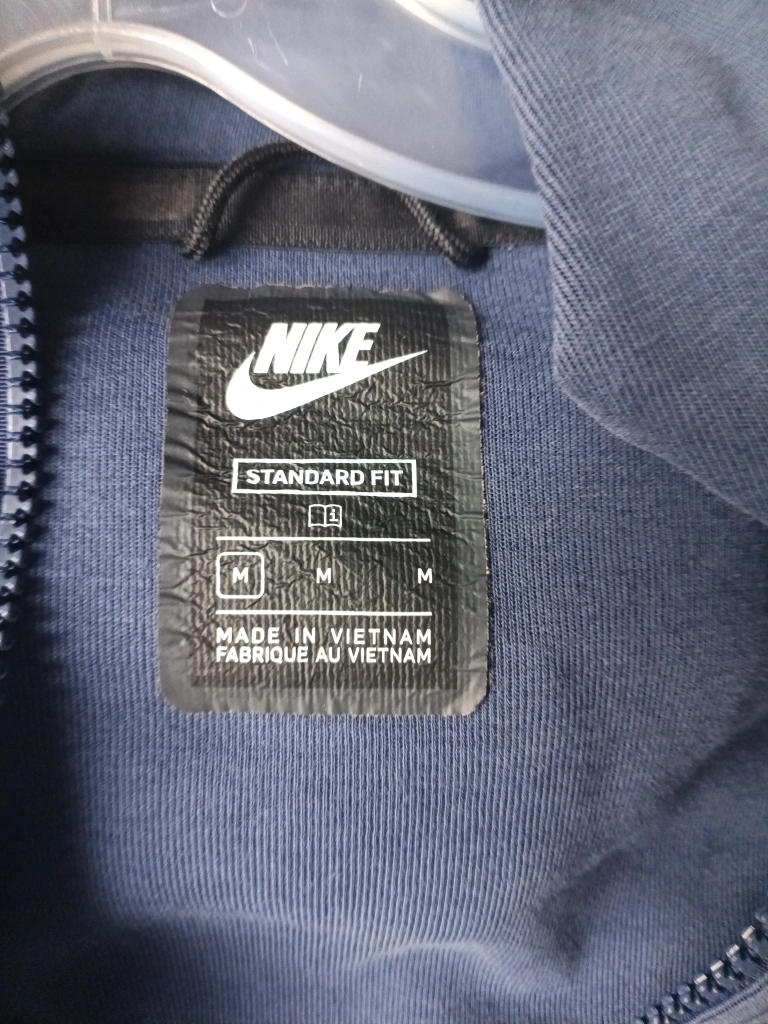 NIKE
STANDARD FIT
i
M M M
MADE IN VIETNAM
FABRIQUE AU VIETNAM